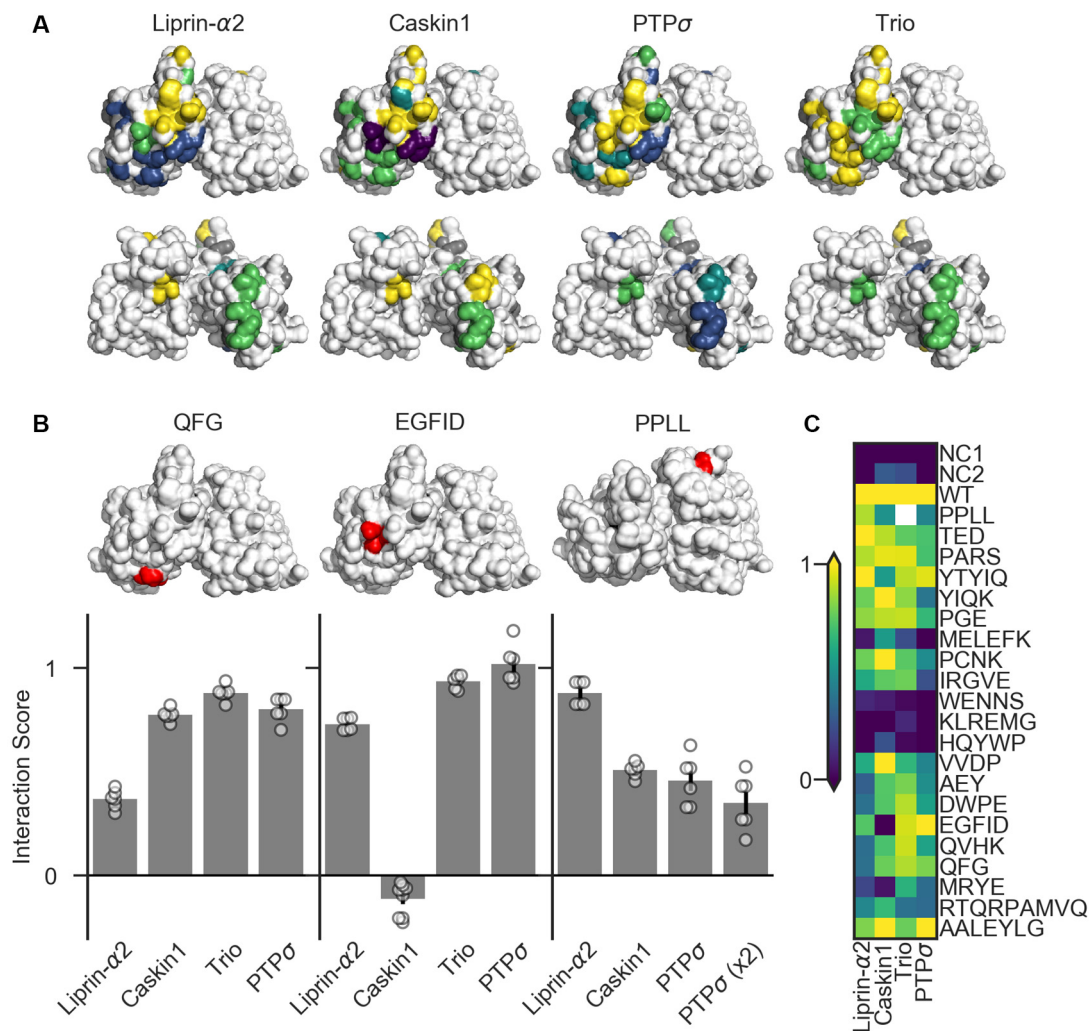 A
Liprin-α2
Caskin1
PTPσ
Trio
B
QFG
EGFID
PPLL
Interaction Score
1
0
Liprin-α2
Caskin1
Trio
PTPσ
Liprin-α2
Caskin1
Trio
PTPσ
Liprin-α2
Caskin1
PTPσ
PTPσ (x2)
C
1
0
NC1
NC2
WT
PPLL
TED
PARS
YTYIQ
YIQK
PGE
MELEFK
PCNK
IRGVE
WENNS
KLREMG
HQYWP
VVDP
AEY
DWPE
EGFID
QVHK
QFG
MRYE
RTQRPAMVQ
AALEYLG
Liprin-α2
Caskin1
Trio
PTPσ